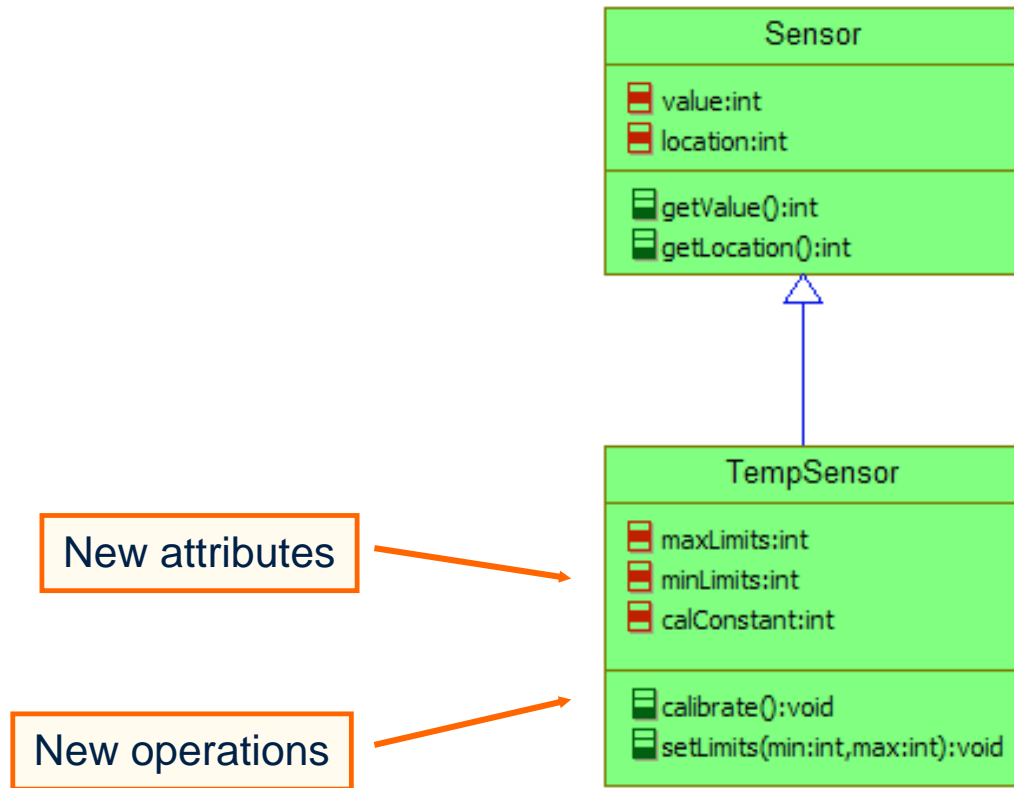 Sensor
value:int
location:int
getValue():int
getLocation():int
TempSensor
New attributes
maxLimits:int
minLimits:int
calConstant:int
New operations
calibrate():void
setLimits(min:int,max:int):void